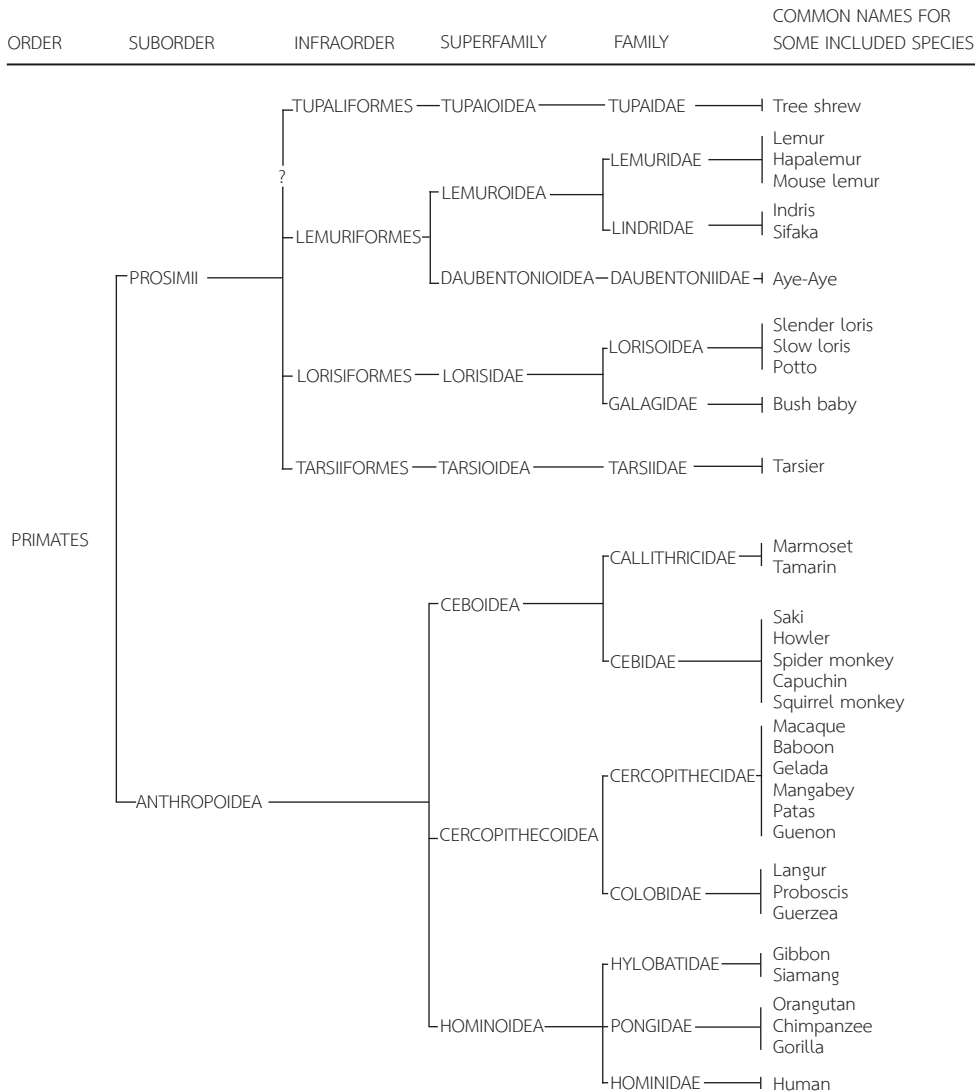 COMMON NAMES FOR
ORDER SUBORDER INFRAORDER SUPERFAMILY FAMILY SOME INCLUDED SPECIES
TUPALIFORMES TUPAIOIDEA TUPAIDAE Tree shrew
Lemur
LEMURIDAE Hapalemur
Mouse lemur
?
LEMUROIDEA
Indris
LINDRIDAE
Sifaka
LEMURIFORMES
PROSIMII DAUBENTONIOIDEA DAUBENTONIIDAE Aye-Aye
Slender loris
LORISOIDEA Slow loris
Potto
LORISIFORMES LORISIDAE
GALAGIDAE Bush baby
TARSIIFORMES TARSIOIDEA TARSIIDAE Tarsier
PRIMATES
Marmoset
CALLITHRICIDAE
Tamarin
CEBOIDEA
Saki
Howler
CEBIDAE Spider monkey
Capuchin
Squirrel monkey
Macaque
Baboon
CERCOPITHECIDAE Gelada
Mangabey
ANTHROPOIDEA Patas
Guenon
CERCOPITHECOIDEA
Langur
COLOBIDAE Proboscis
Guerzea
Gibbon
HYLOBATIDAE
Siamang
Orangutan
HOMINOIDEA PONGIDAE Chimpanzee
Gorilla
HOMINIDAE Human